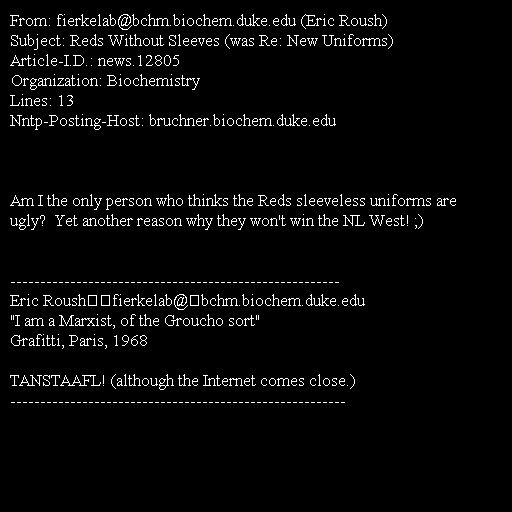 From: fierkelab@bchm.biochem.duke.edu (Eric Roush)
Subject: Reds Without Sleeves (was Re: New Uniforms)
Article-I.D.: news.12805
Organization: Biochemistry
Lines: 13
Nntp-Posting-Host: bruchner.biochem.duke.edu
Am I the only person who thinks the Reds sleeveless uniforms are
ugly?  Yet another reason why they won't win the NL West! ;)
-------------------------------------------------------
Eric Roush□□fierkelab@□bchm.biochem.duke.edu
"I am a Marxist, of the Groucho sort"
Grafitti, Paris, 1968
TANSTAAFL! (although the Internet comes close.)
--------------------------------------------------------